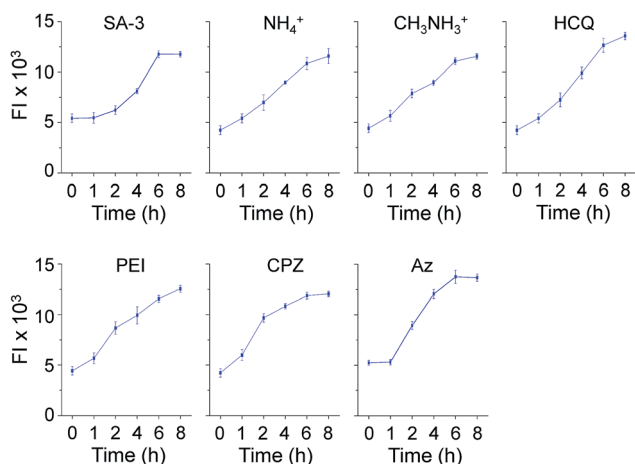 SA-3
NH₄⁺
CH₃NH₃⁺
HCQ
FI x 10³
15
10
5
0
0 1 2 4 6 8
0 1 2 4 6 8
0 1 2 4 6 8
0 1 2 4 6 8
Time (h)
Time (h)
Time (h)
Time (h)
PEI
CPZ
Az
FI x 10³
15
10
5
0
0 1 2 4 6 8
0 1 2 4 6 8
0 1 2 4 6 8
Time (h)
Time (h)
Time (h)